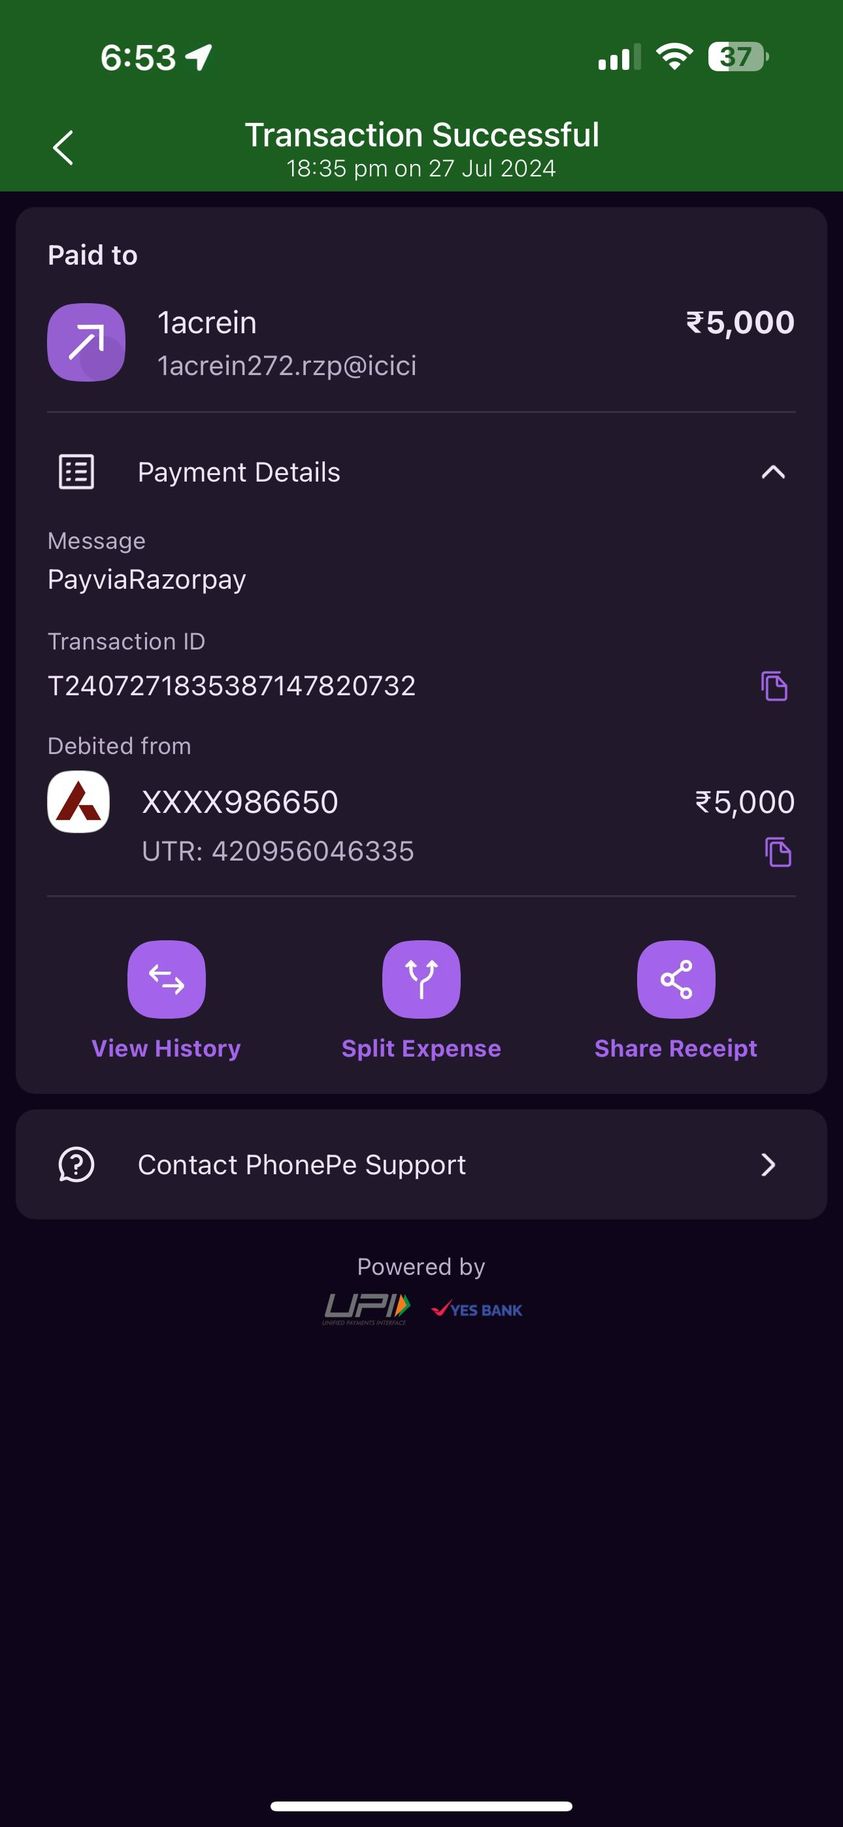 6:53
37
Transaction Successful
18:35 pm on 27 Jul 2024
Paid to
1acrein
₹5,000
1acrein272.rzp@icici
Payment Details
Message
PayviaRazorpay
Transaction ID
T2407271835387147820732
Debited from
XXXX986650
₹5,000
UTR: 420956046335
View History
Split Expense
Share Receipt
Contact PhonePe Support
Powered by
UPI
UNIFIED PAYMENTS INTERFACE
YES BANK